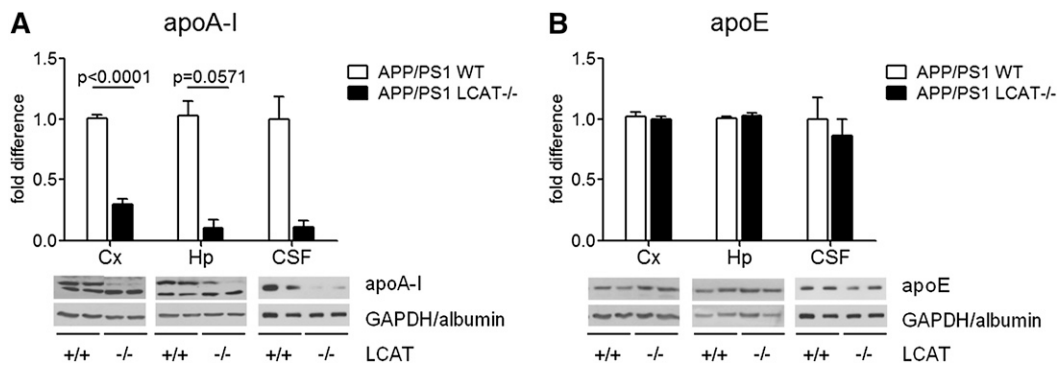 A
apoA-I
1.5
1.0
0.5
0.0
fold difference
p<0.0001
p=0.0571
APP/PS1 WT
APP/PS1 LCAT-/-
Cx
Hp
CSF
apoA-I
GAPDH/albumin
+/+ -/- +/+ -/- +/+ -/- LCAT
B
apoE
1.5
1.0
0.5
0.0
fold difference
APP/PS1 WT
APP/PS1 LCAT-/-
Cx
Hp
CSF
apoE
GAPDH/albumin
+/+ -/- +/+ -/- +/+ -/- LCAT